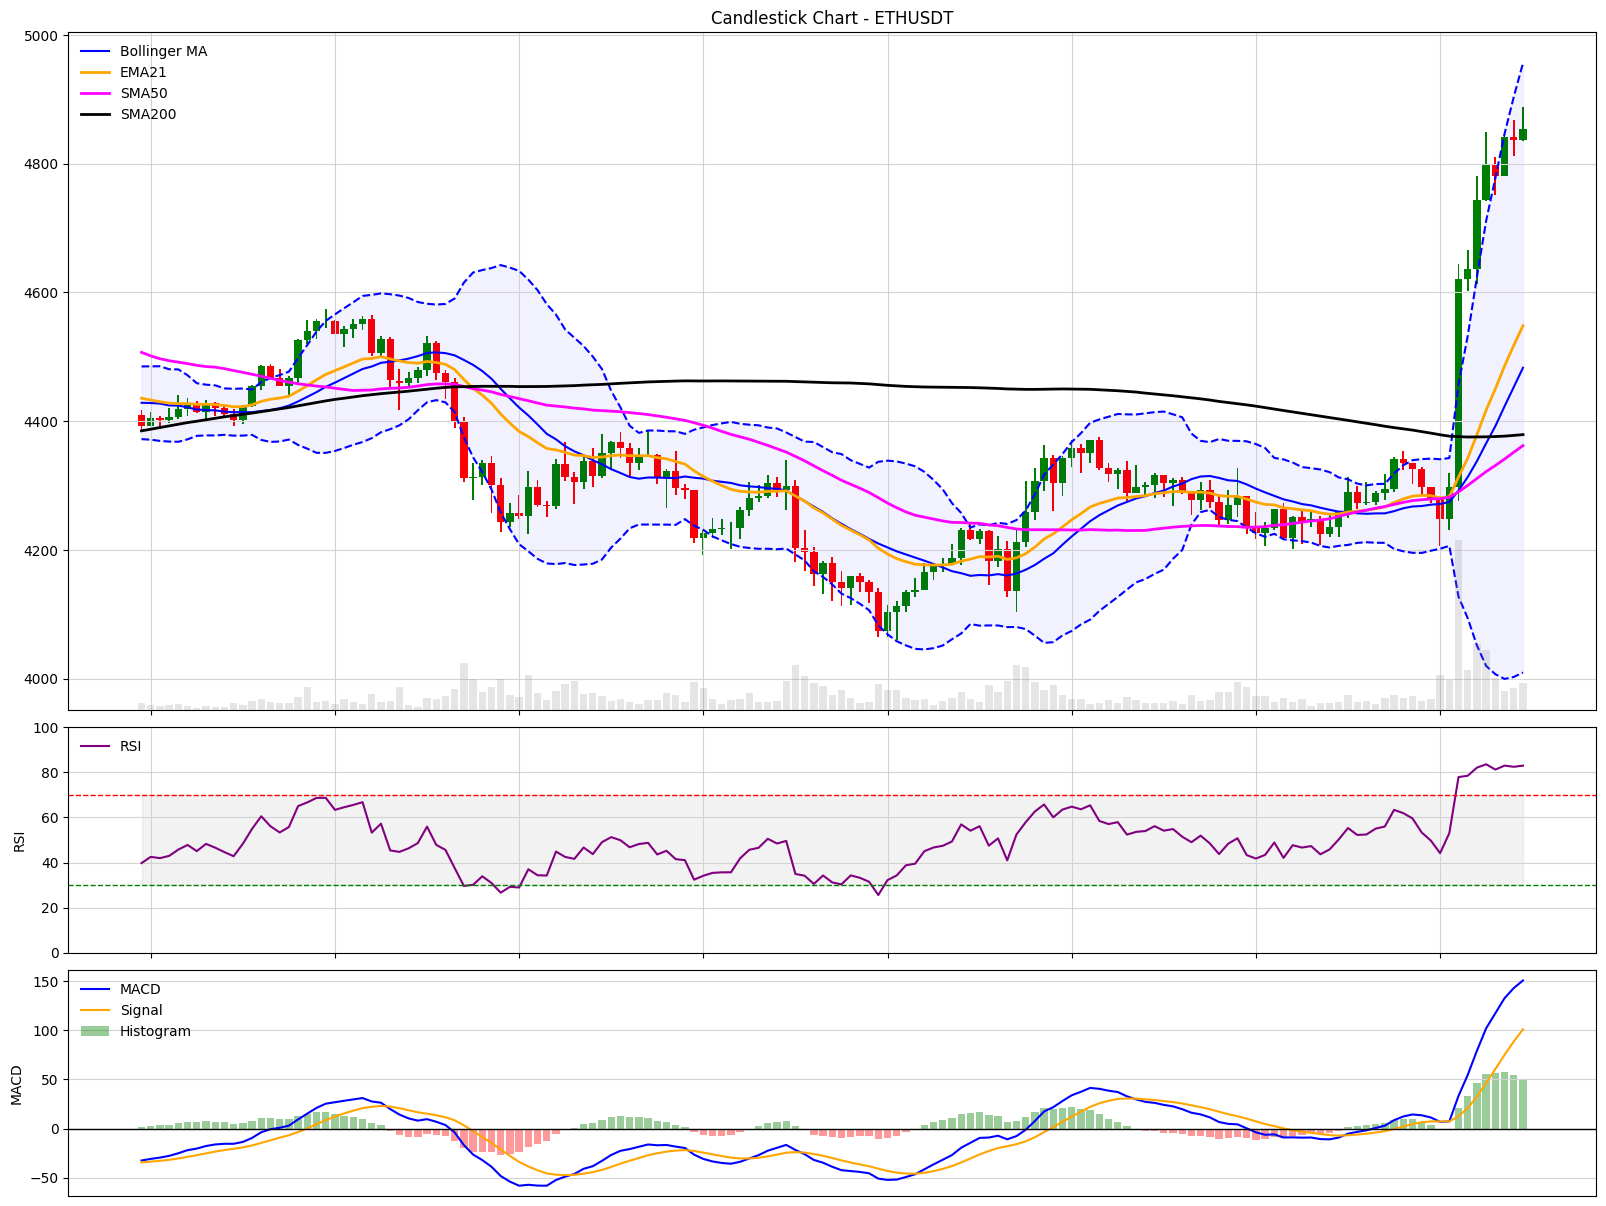 Candlestick Chart - ETHUSDT
5000
4800
4600
4400
4200
4000
Bollinger MA
EMA21
SMA50
SMA200
100
80
60
40
20
0
RSI
RSI
150
100
50
0
−50
MACD
MACD
Signal
Histogram